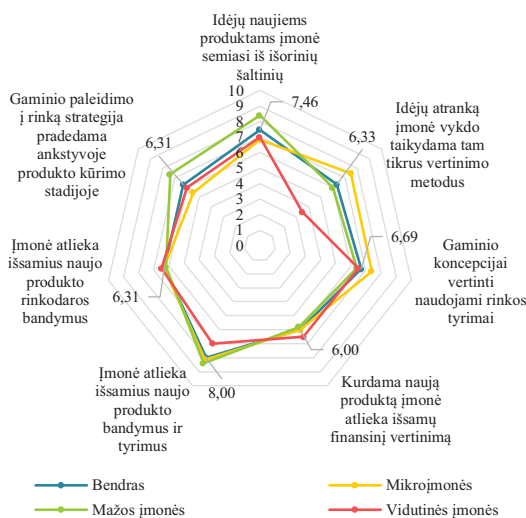 Idėjų naujiems
produktams įmonė
semiasi iš išorinių
šaltinių
7,46
Idėjų atranką
įmonė vykdo
taikydama tam
tikrus vertinimo
metodus
6,33
Gaminio
koncepcijai
vertinti
naudojami rinkos
tyrimai
6,69
Kurdama naują
produktą įmonė
atlieka išsamų
finansinį vertinimą
6,00
Įmonė atlieka
išsamius naujo
produkto
bandymus ir
tyrimus
8,00
Įmonė atlieka
išsamius naujo
produkto
rinkodaros
bandymus
6,31
Gaminio paleidimo
į rinką strategija
pradedama
ankstyvoje
produkto kūrimo
stadijoje
6,31
10
9
8
7
6
5
4
3
2
1
0
Bendras
Mikroįmonės
Mažos įmonės
Vidutinės įmonės